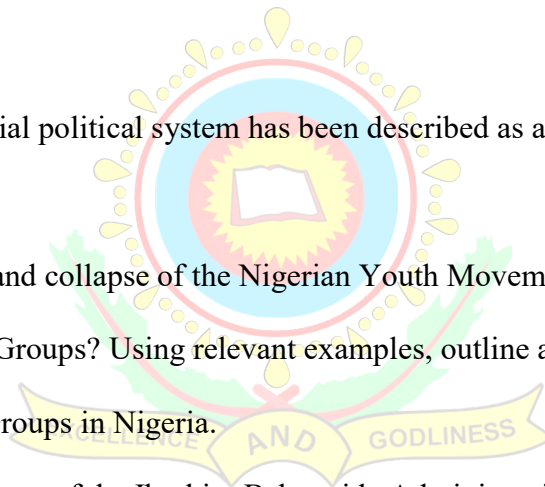 ial political system has been described as a
and collapse of the Nigerian Youth Movem
Groups? Using relevant examples, outline a
roups in Nigeria.
EXCELLENCE AND GODLINESS